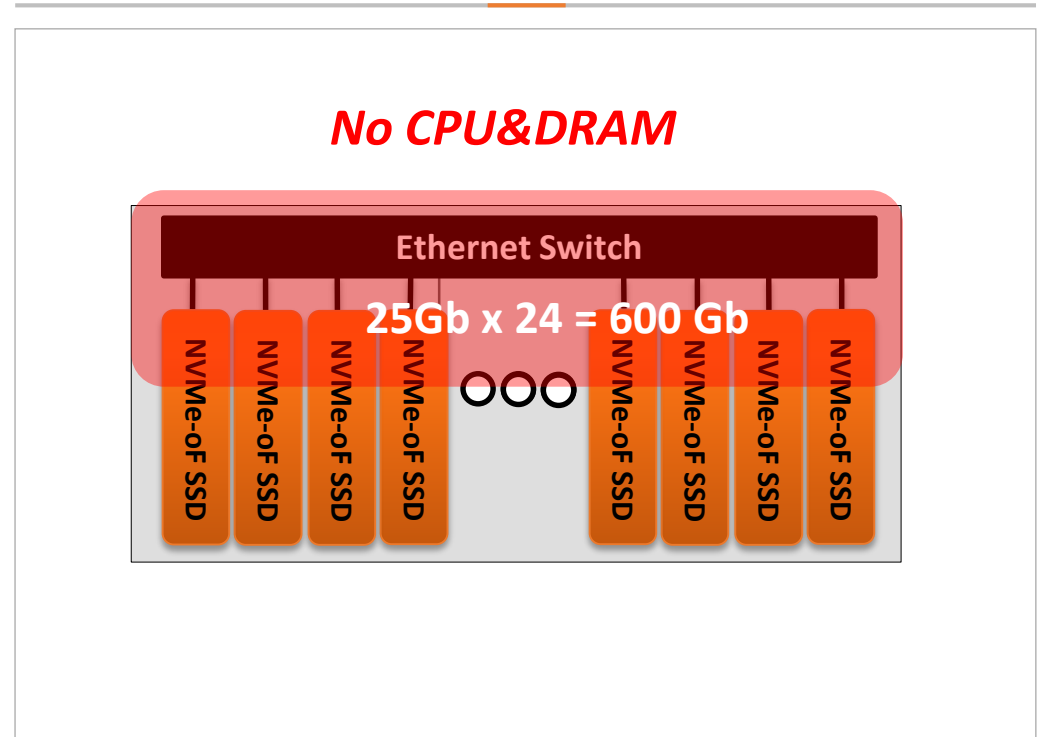 No CPU&DRAM
Ethernet Switch
25Gb x 24 = 600 Gb
NVMe-oF SSD
NVMe-oF SSD
NVMe-oF SSD
NVMe-oF SSD
NVMe-oF SSD
NVMe-oF SSD
NVMe-oF SSD
NVMe-oF SSD